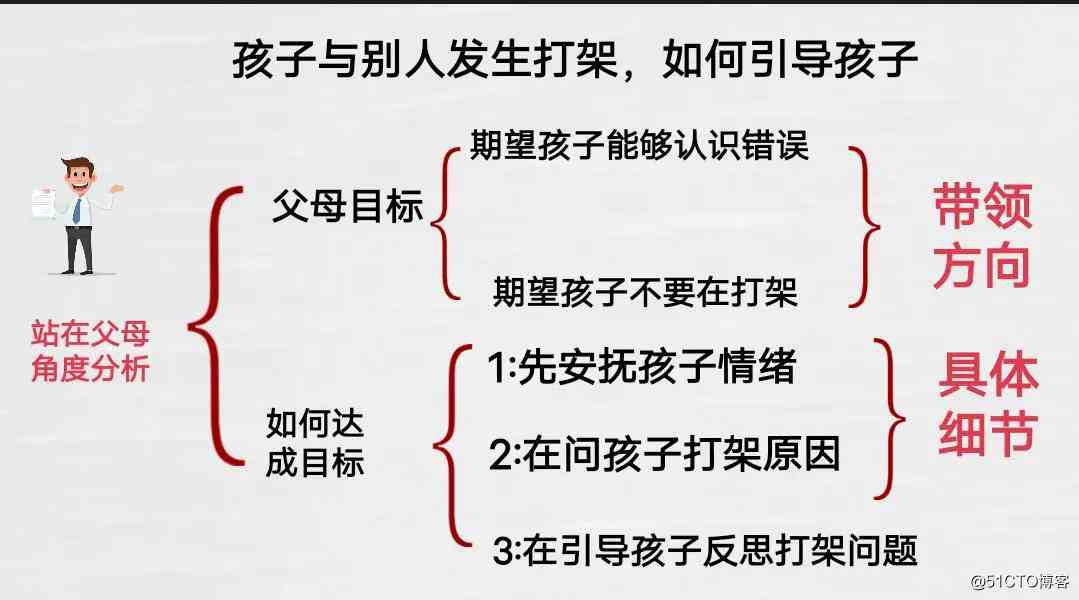 孩子与别人发生打架，如何引导孩子
期望孩子能够认识错误
父母目标
期望孩子不要在打架
带领
方向
站在父母
角度分析
如何达
成目标
1:先安抚孩子情绪
2:在问孩子打架原因
3:在引导孩子反思打架问题
具体
细节
@51CTO博客